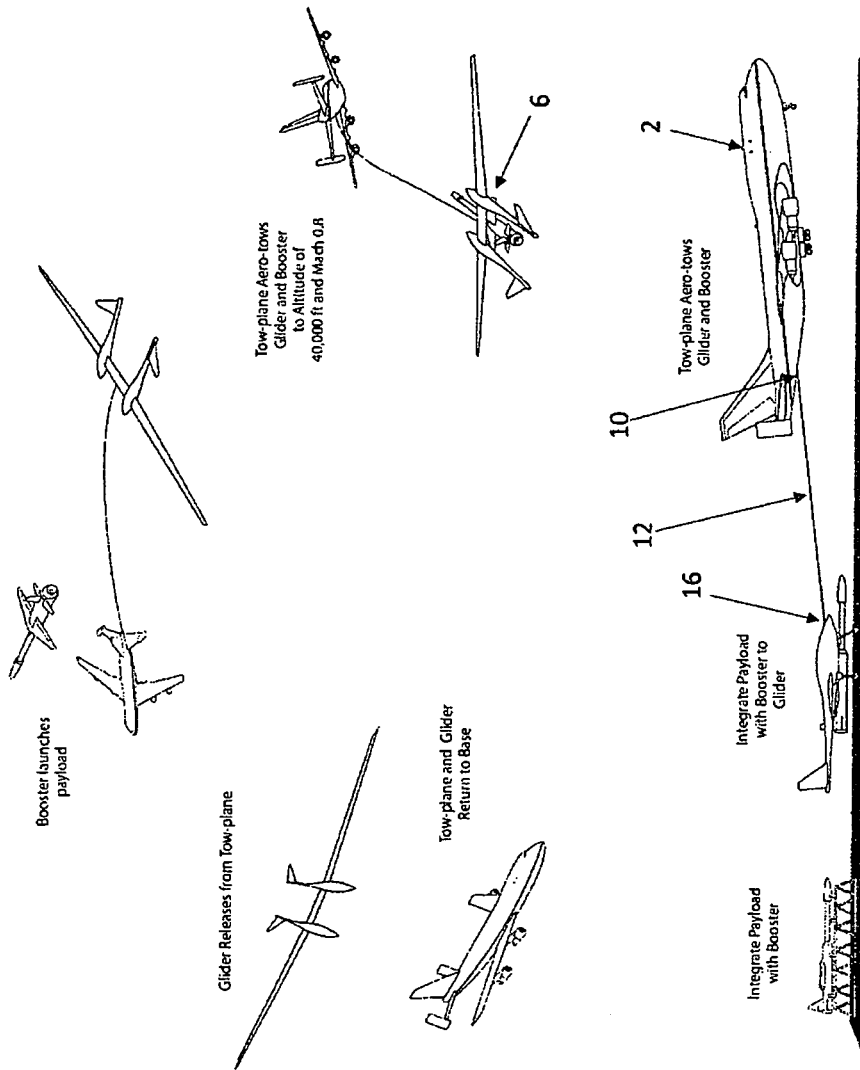 Booster launches
payload
Tow-plane Aero-tows
Glider and Booster
to Altitude of
40,000 ft and Mach 0.8
6
Glider Releases from Tow-plane
Tow-plane and Glider
Return to Base
Integrate Payload
with Booster
Integrate Payload
with Booster to
Glider
16
12
10
Tow-plane Aero-tows
Glider and Booster
2